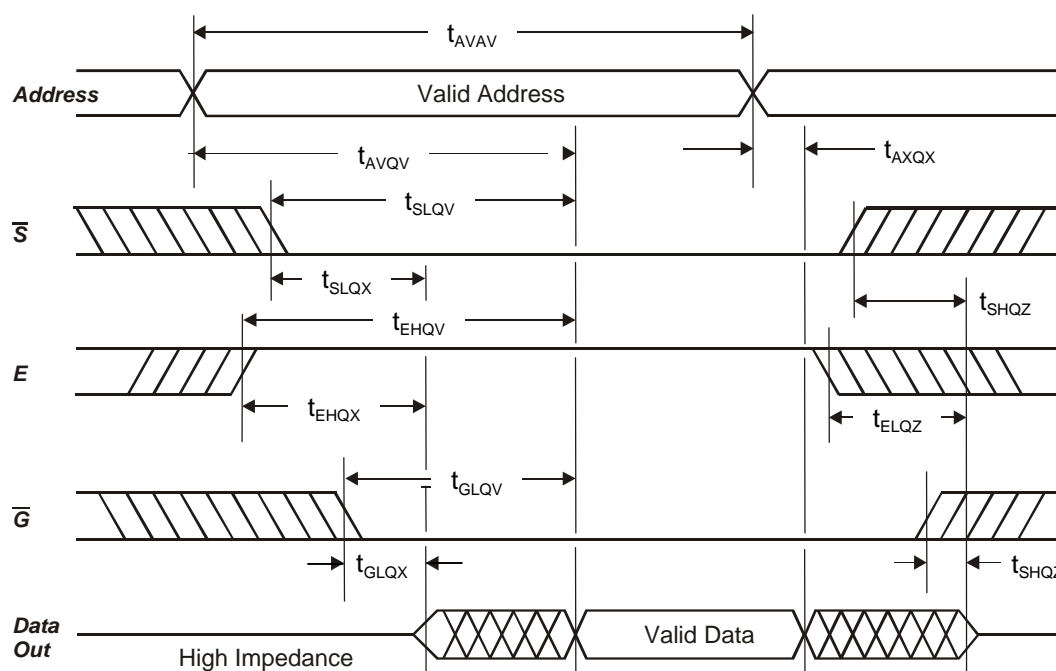 tAVAV
Address
Valid Address
tAVQV
tAXQX
S̅
tSLQV
tSLQX
tSHQZ
tEHQV
E
tEHQX
tELQZ
tGLQV
G̅
tGLQX
tSHQZ
Data
Out
High Impedance
Valid Data